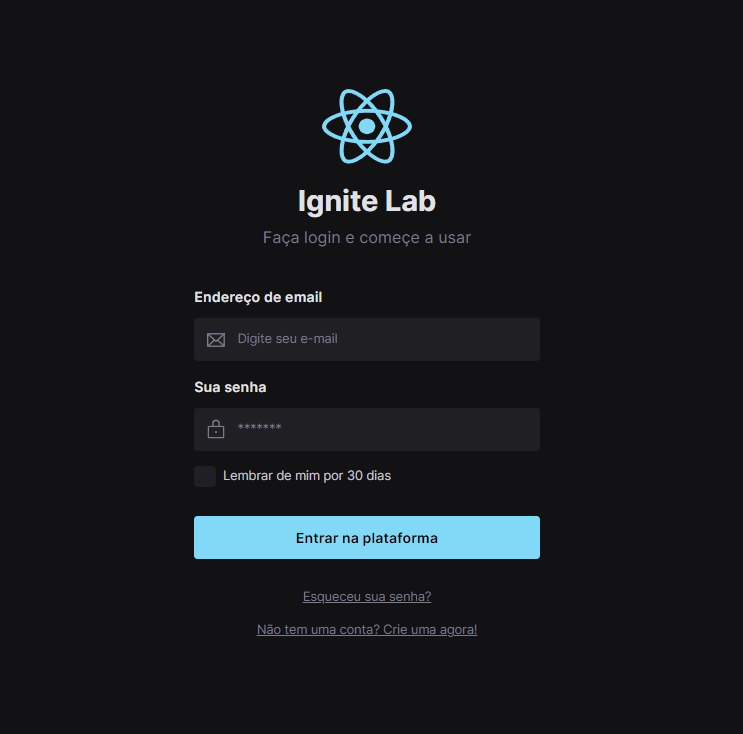 Ignite Lab
Faça login e começe a usar
Endereço de email
Digite seu e-mail
Sua senha
*******
Lembrar de mim por 30 dias
Entrar na plataforma
Esqueceu sua senha?
Não tem uma conta? Crie uma agora!